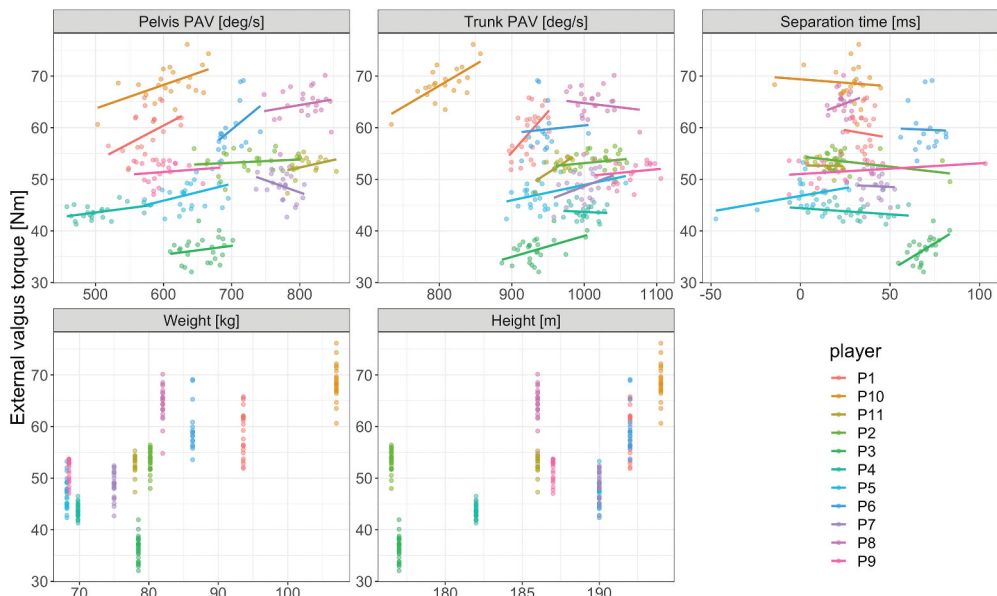 Pelvis PAV [deg/s]
Trunk PAV [deg/s]
Separation time [ms]
External valgus torque [Nm]
70
60
50
40
30
500
600
700
800
800
900
1000
1100
-50
0
50
100
Weight [kg]
Height [m]
70
60
50
40
30
70
80
90
100
180
185
190
player
P1
P10
P11
P2
P3
P4
P5
P6
P7
P8
P9